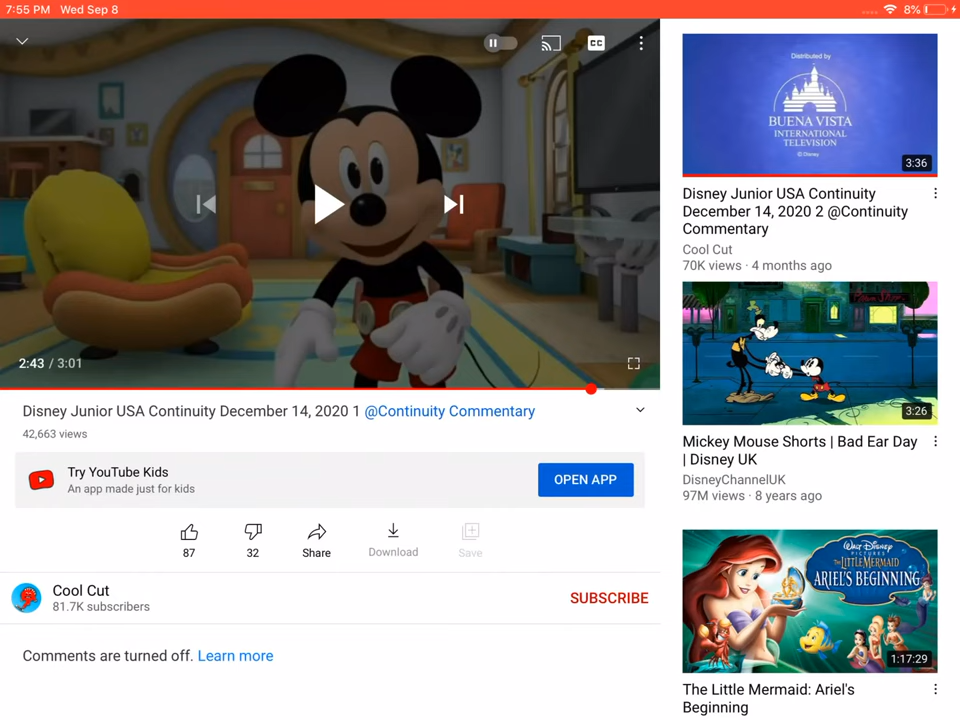 7:55 PM Wed Sep 8
8%
CC
2:43 / 3:01
Disney Junior USA Continuity December 14, 2020 1 @Continuity Commentary
42,663 views
Try YouTube Kids
An app made just for kids
OPEN APP
87
32
Share
Download
Save
Cool Cut
81.7K subscribers
SUBSCRIBE
Comments are turned off. Learn more
Distributed by
BUENA VISTA
INTERNATIONAL
TELEVISION
© Disney
3:36
Disney Junior USA Continuity
December 14, 2020 2 @Continuity
Commentary
Cool Cut
70K views · 4 months ago
3:26
Mickey Mouse Shorts | Bad Ear Day
| Disney UK
DisneyChannelUK
97M views · 8 years ago
Walt Disney
PICTURES
THE LITTLE MERMAID
ARIEL'S BEGINNING
1:17:29
The Little Mermaid: Ariel's
Beginning